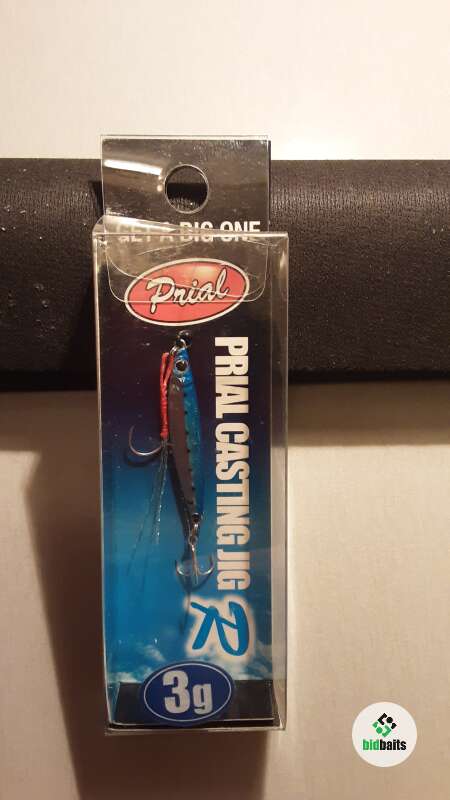 GET A BIG ONE
Prial
PRIAL CASTING JIG
R
3g
bidbaits